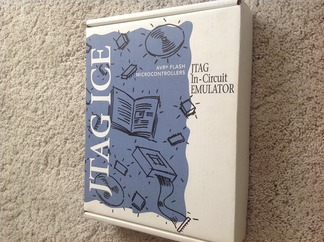 JTAG ICE
AVR® FLASH
MICROCONTROLLERS
JTAG
In-Circuit
EMULATOR